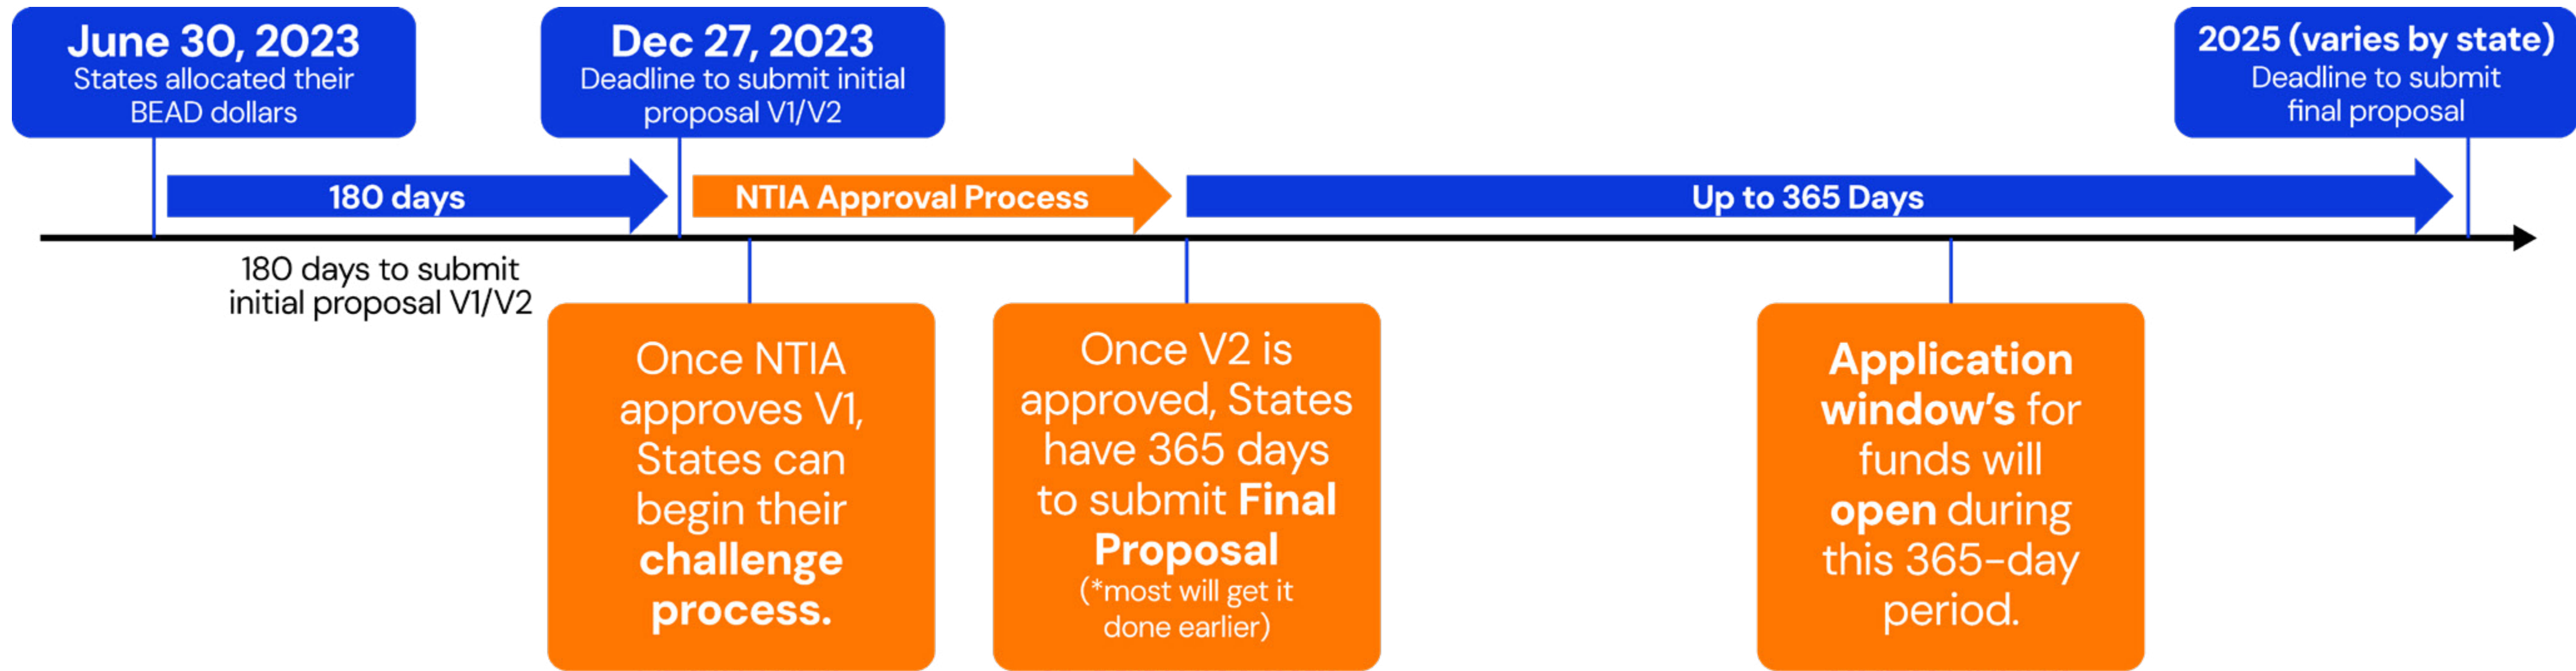 June 30, 2023
States allocated their
BEAD dollars
Dec 27, 2023
Deadline to submit initial
proposal V1/V2
2025 (varies by state)
Deadline to submit
final proposal
180 days
NTIA Approval Process
Up to 365 Days
180 days to submit
initial proposal V1/V2
Once NTIA
approves V1,
States can
begin their
challenge
process.
Once V2 is
approved, States
have 365 days
to submit Final
Proposal
(*most will get it
done earlier)
Application
window's for
funds will
open during
this 365-day
period.